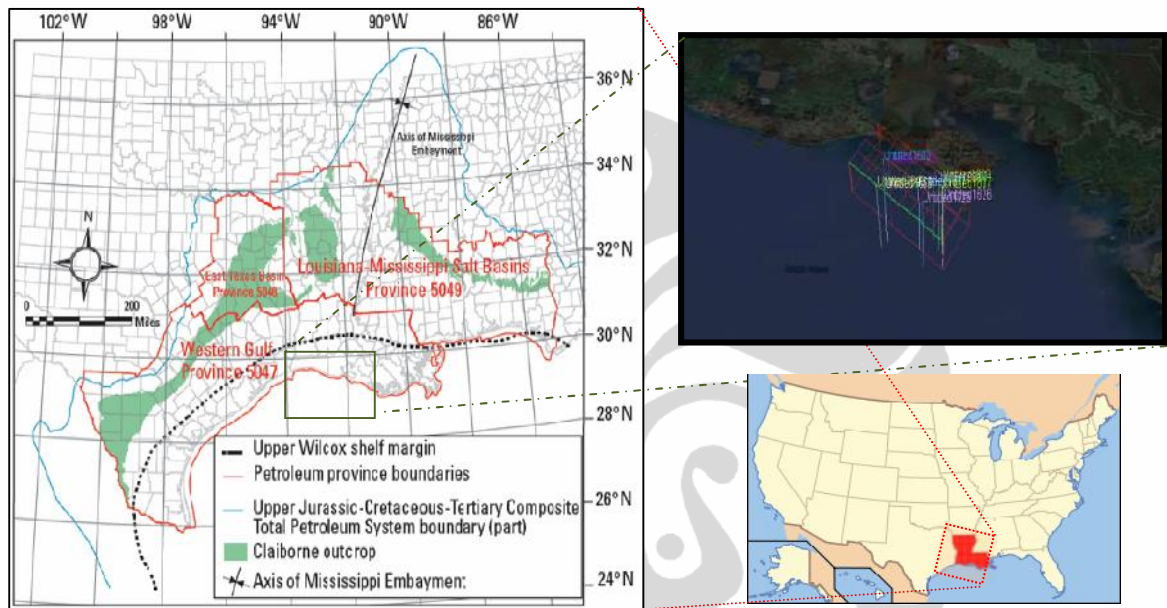 102°W 98°W 94°W 90°W 86°W
36°N
34°N
32°N
30°N
28°N
26°N
24°N
Axis of Mississippi
Embayment
N
0 200
Miles
East Texas Basin
Province 5048
Louisiana-Mississippi Salt Basins
Province 5049
Western Gulf
Province 5047
Upper Wilcox shelf margin
Petroleum province boundaries
Upper Jurassic-Cretaceous-Tertiary Composite
Total Petroleum System boundary (part)
Claiborne outcrop
Axis of Mississippi Embayment